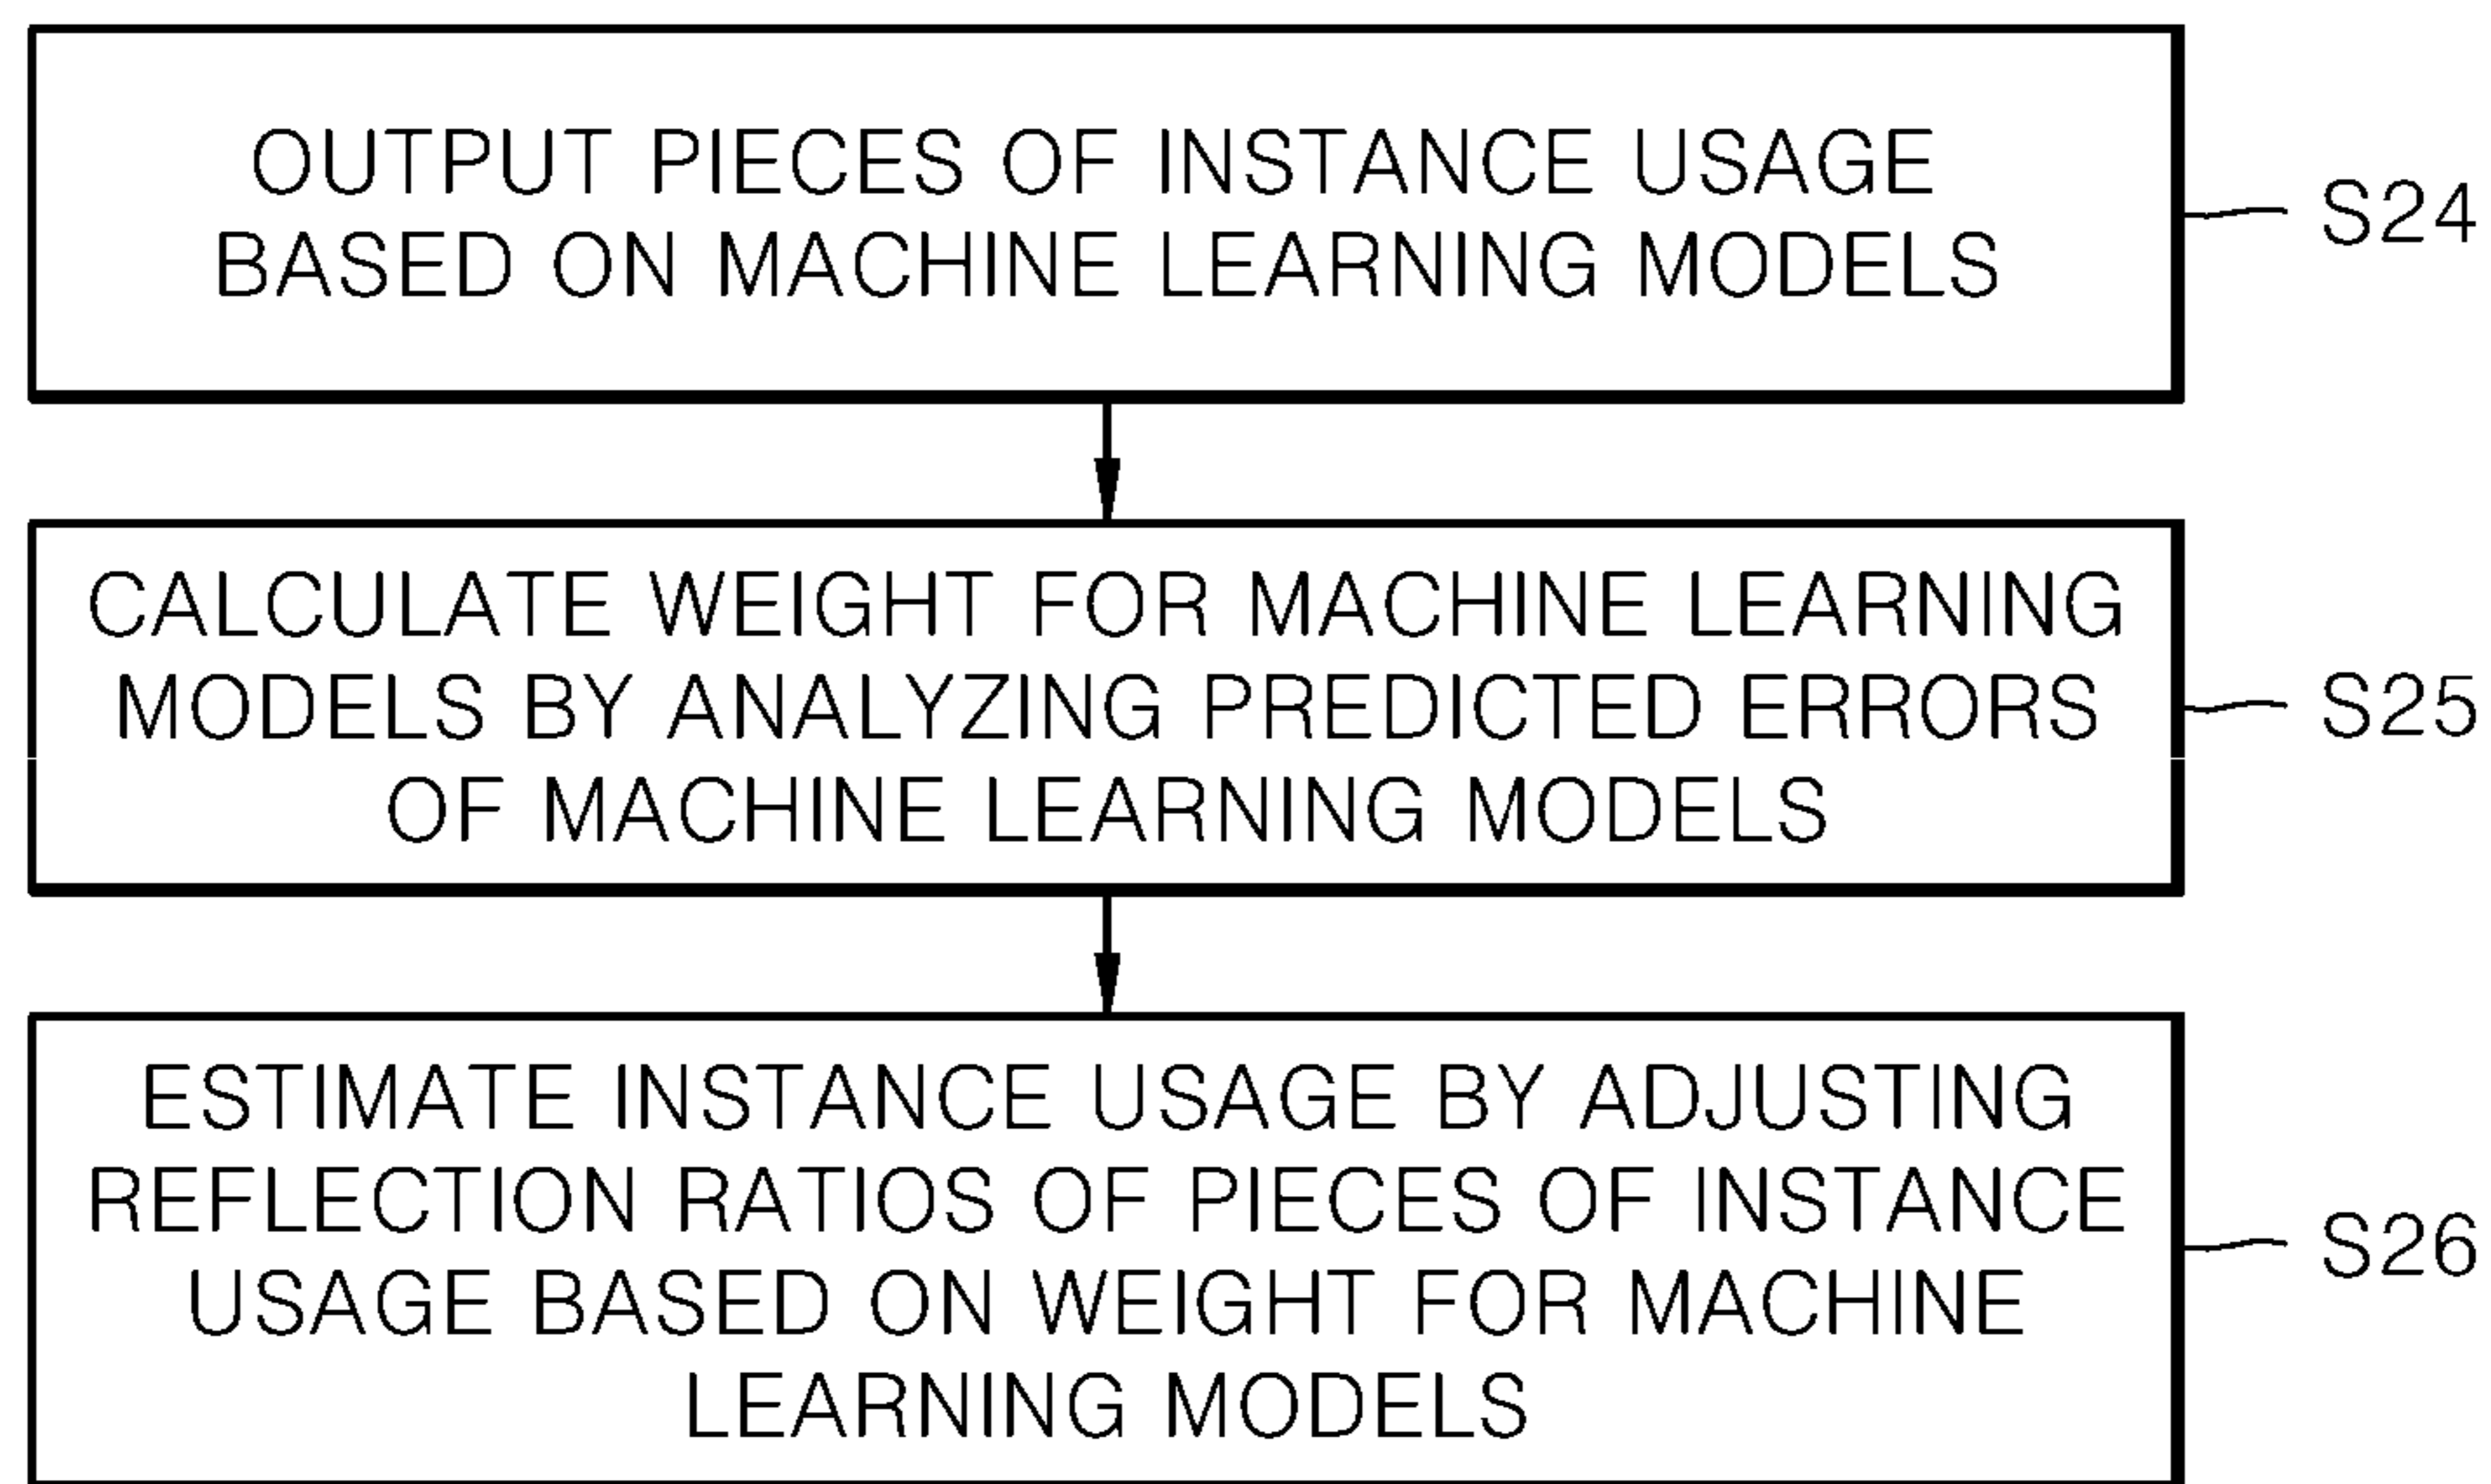 OUTPUT PIECES OF INSTANCE USAGE
BASED ON MACHINE LEARNING MODELS
S24
CALCULATE WEIGHT FOR MACHINE LEARNING
MODELS BY ANALYZING PREDICTED ERRORS
OF MACHINE LEARNING MODELS
S25
ESTIMATE INSTANCE USAGE BY ADJUSTING
REFLECTION RATIOS OF PIECES OF INSTANCE
USAGE BASED ON WEIGHT FOR MACHINE
LEARNING MODELS
S26